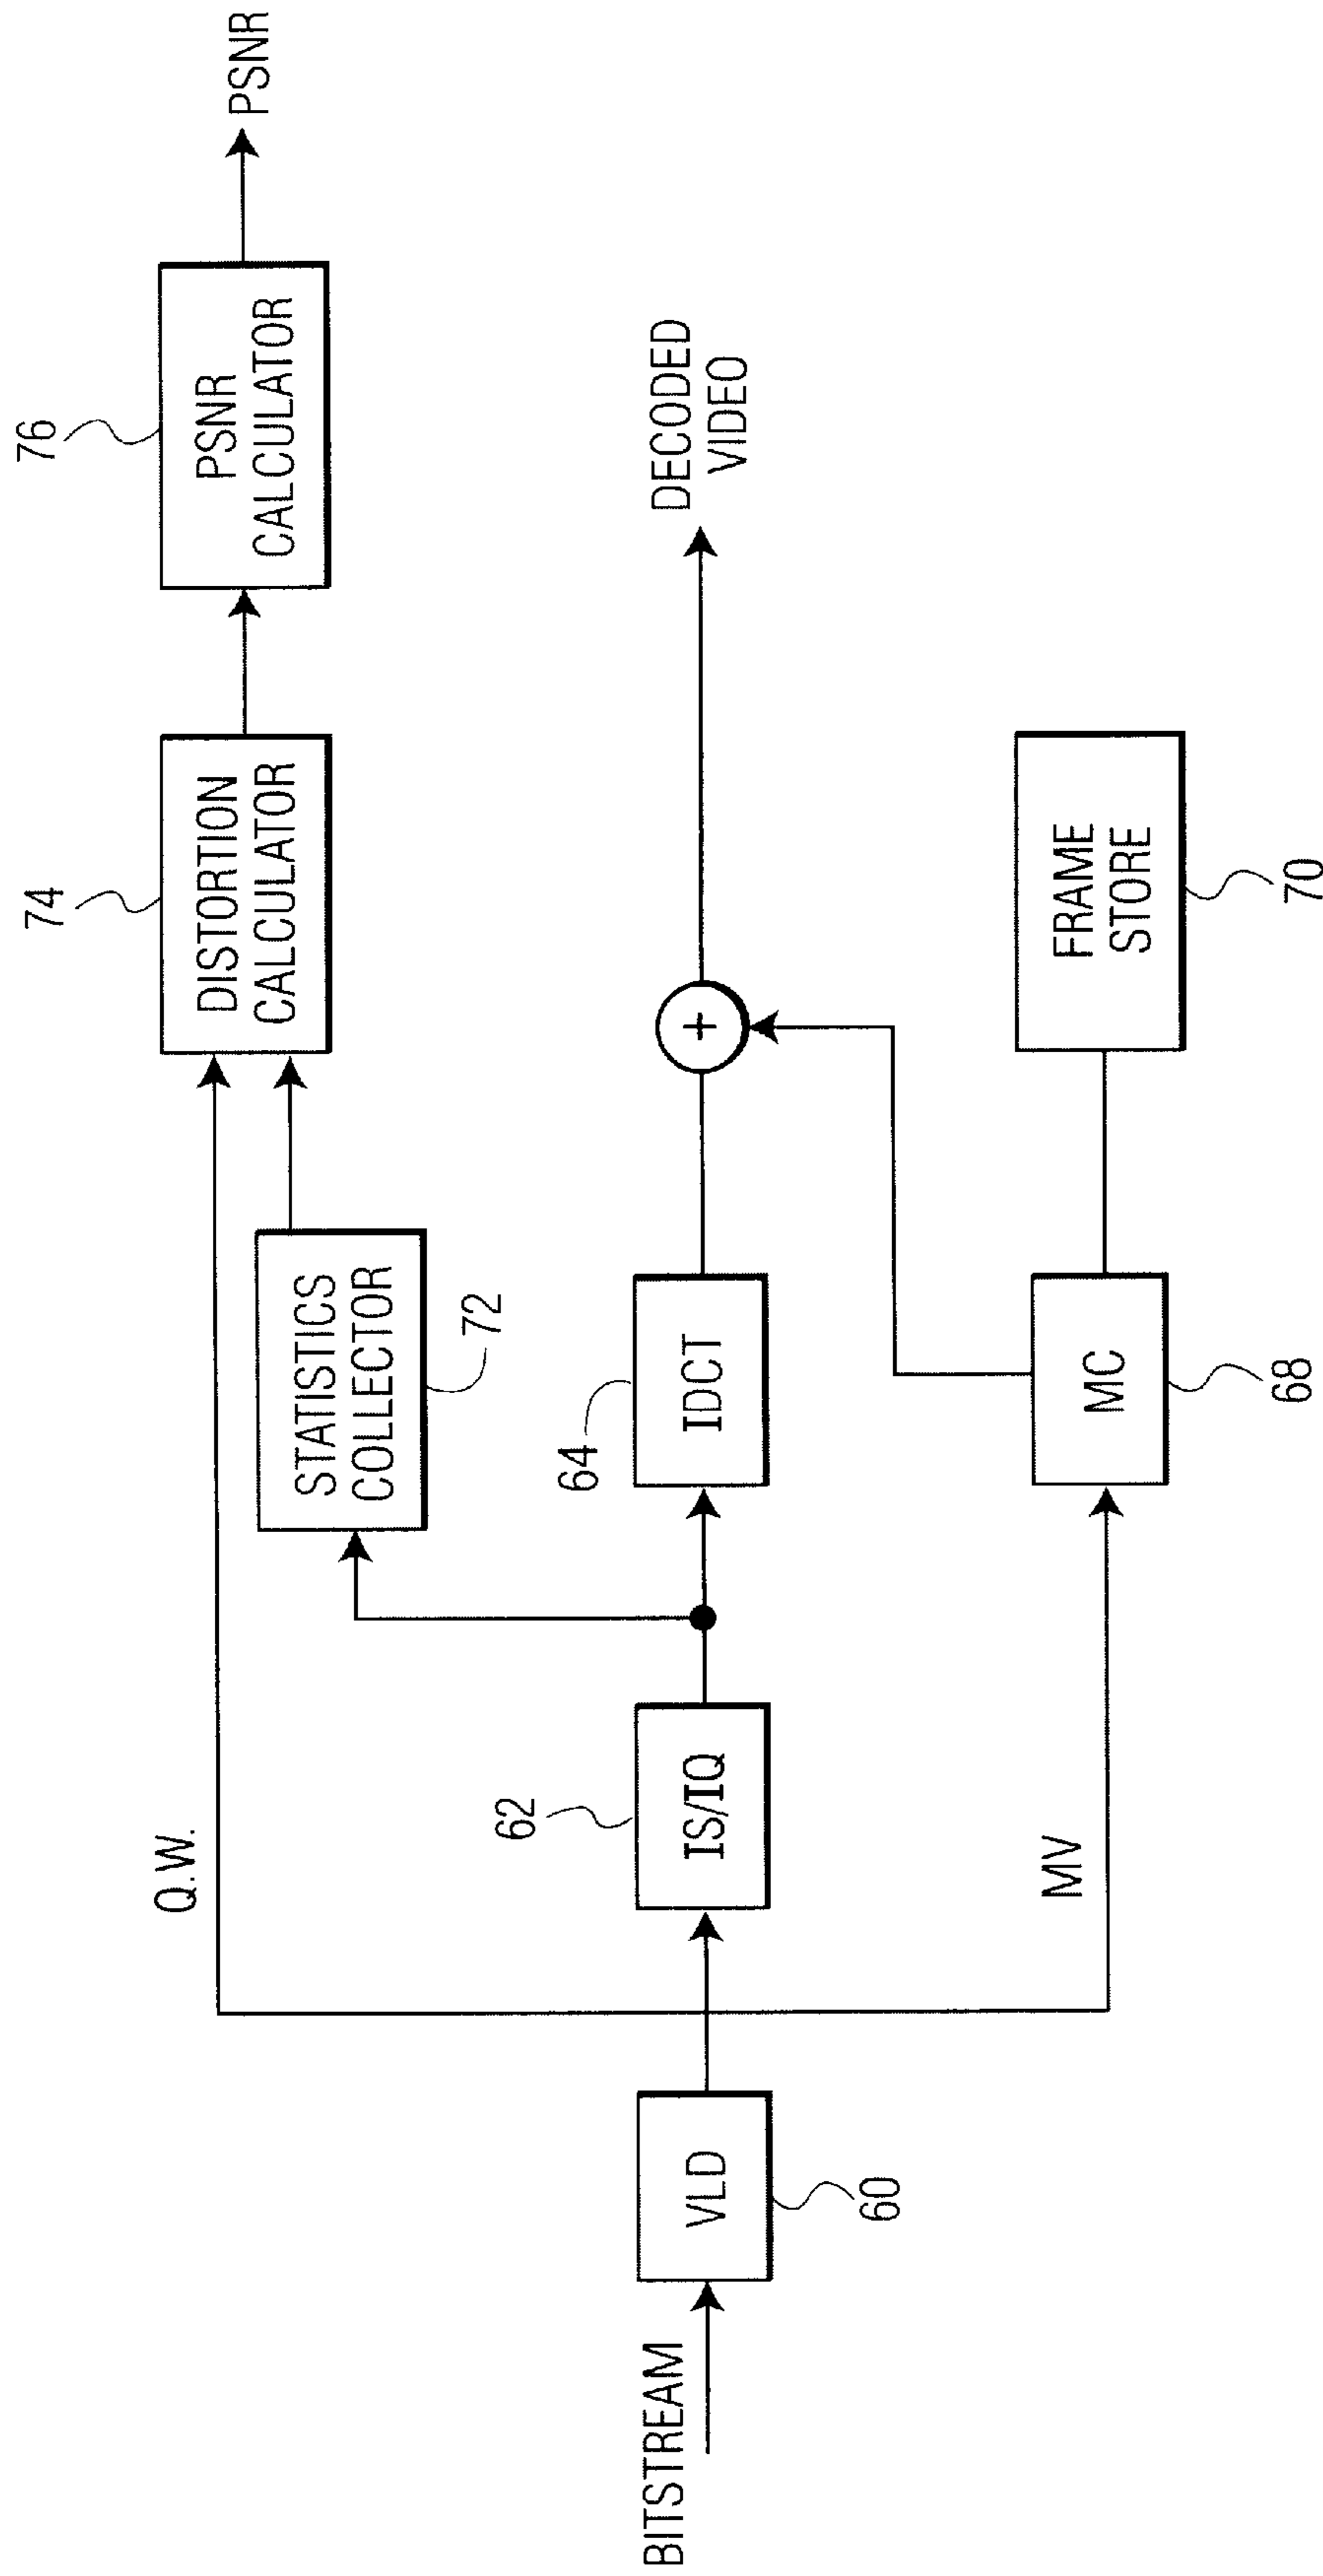 BITSTREAM
VLD
60
Q.W.
MV
62
IS/IQ
STATISTICS
COLLECTOR
72
64
IDCT
MC
68
+
74
DISTORTION
CALCULATOR
FRAME
STORE
70
76
PSNR
CALCULATOR
DECODED
VIDEO
PSNR